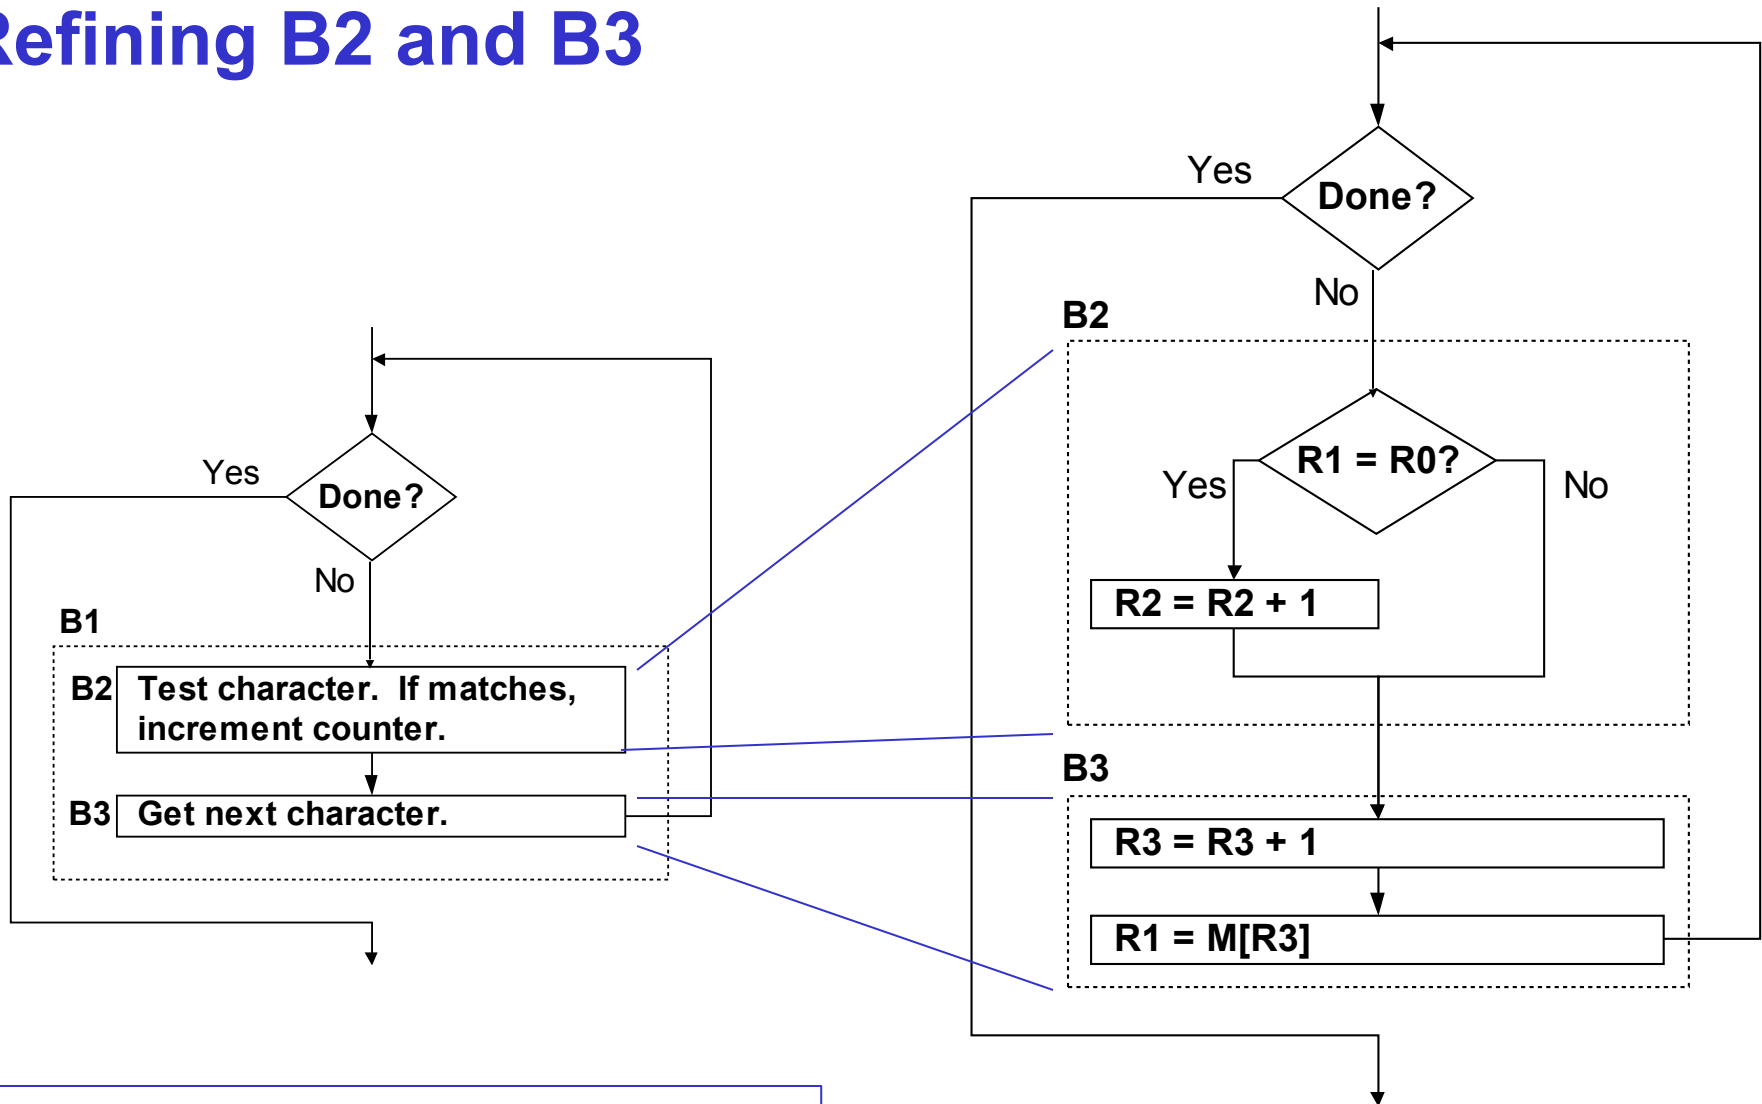 Refining B2 and B3
Yes
Done?
No
B1
B2
Test character. If matches,
increment counter.
B3
Get next character.
Yes
Done?
No
B2
R1 = R0?
Yes
No
R2 = R2 + 1
B3
R3 = R3 + 1
R1 = M[R3]